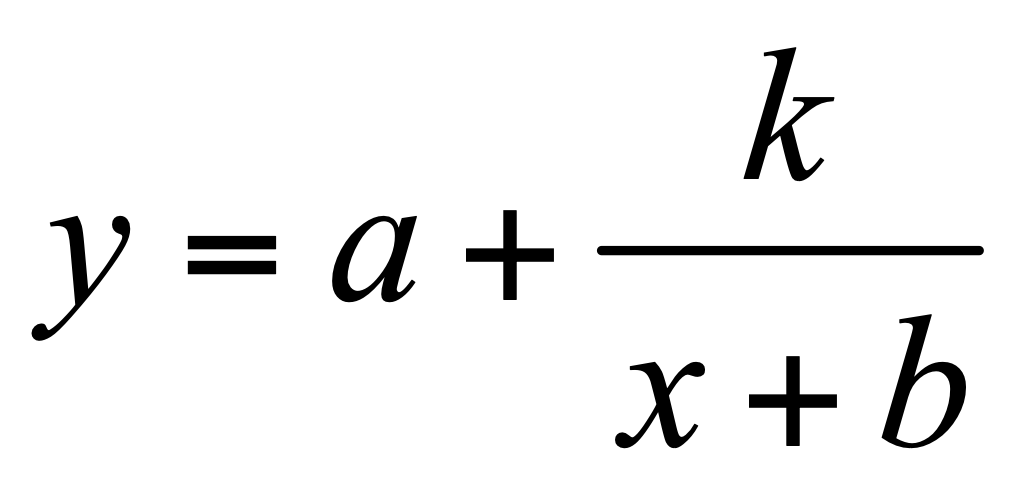 y = a + k/(x + b)